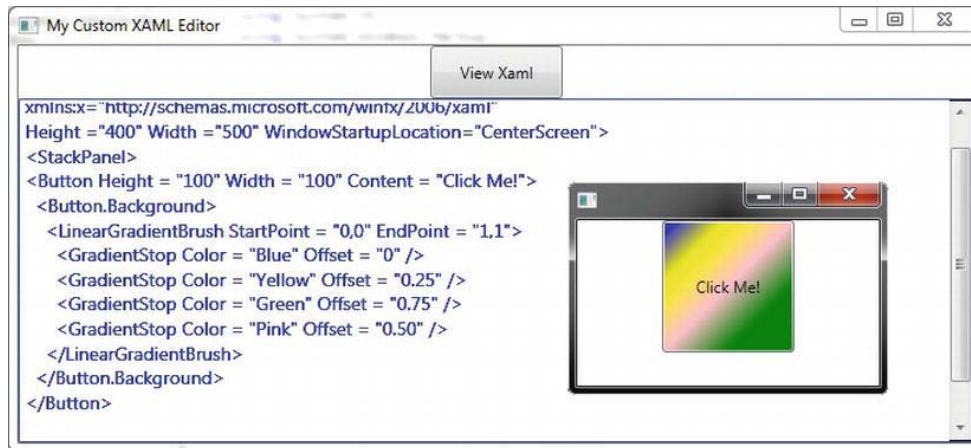 My Custom XAML Editor
View Xaml
xmlns:x="http://schemas.microsoft.com/winfx/2006/xaml"
Height ="400" Width ="500" WindowStartupLocation="CenterScreen">
<StackPanel>
<Button Height = "100" Width = "100" Content = "Click Me!">
<Button.Background>
<LinearGradientBrush StartPoint = "0,0" EndPoint = "1,1">
<GradientStop Color = "Blue" Offset = "0" />
<GradientStop Color = "Yellow" Offset = "0.25" />
<GradientStop Color = "Green" Offset = "0.75" />
<GradientStop Color = "Pink" Offset = "0.50" />
</LinearGradientBrush>
</Button.Background>
</Button>
Click Me!